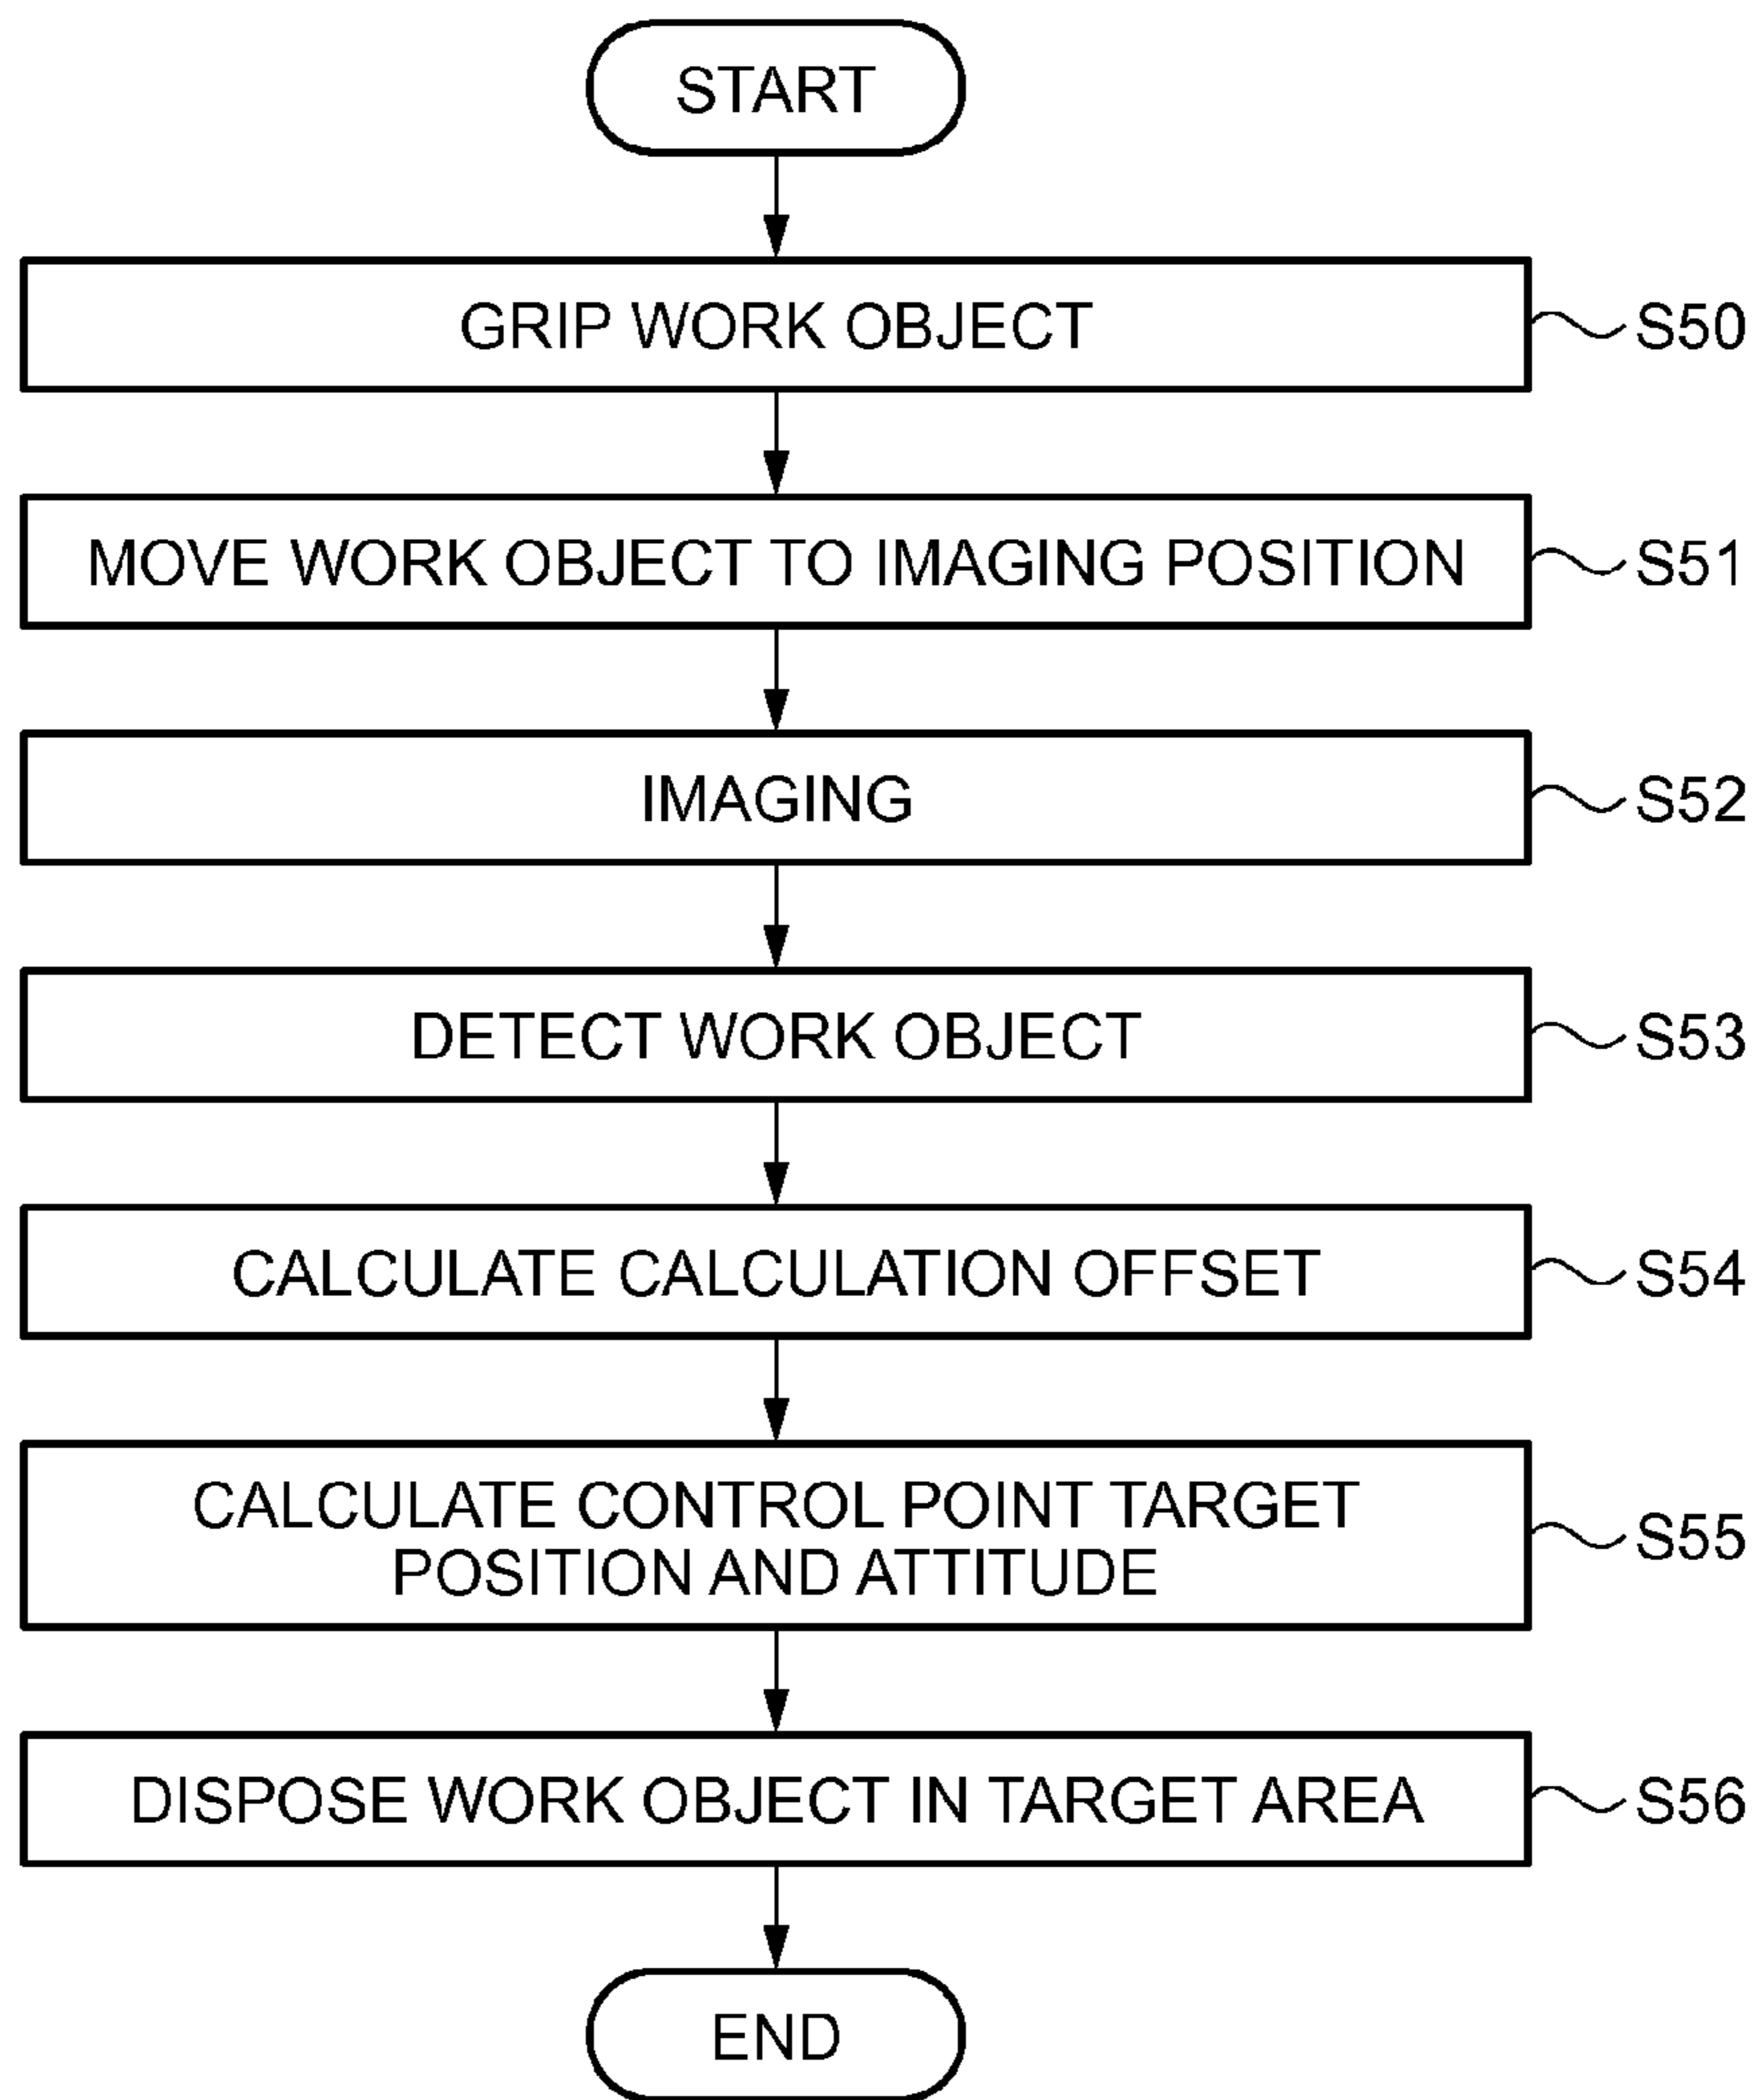 START
GRIP WORK OBJECT
S50
MOVE WORK OBJECT TO IMAGING POSITION
S51
IMAGING
S52
DETECT WORK OBJECT
S53
CALCULATE CALCULATION OFFSET
S54
CALCULATE CONTROL POINT TARGET
POSITION AND ATTITUDE
S55
DISPOSE WORK OBJECT IN TARGET AREA
S56
END